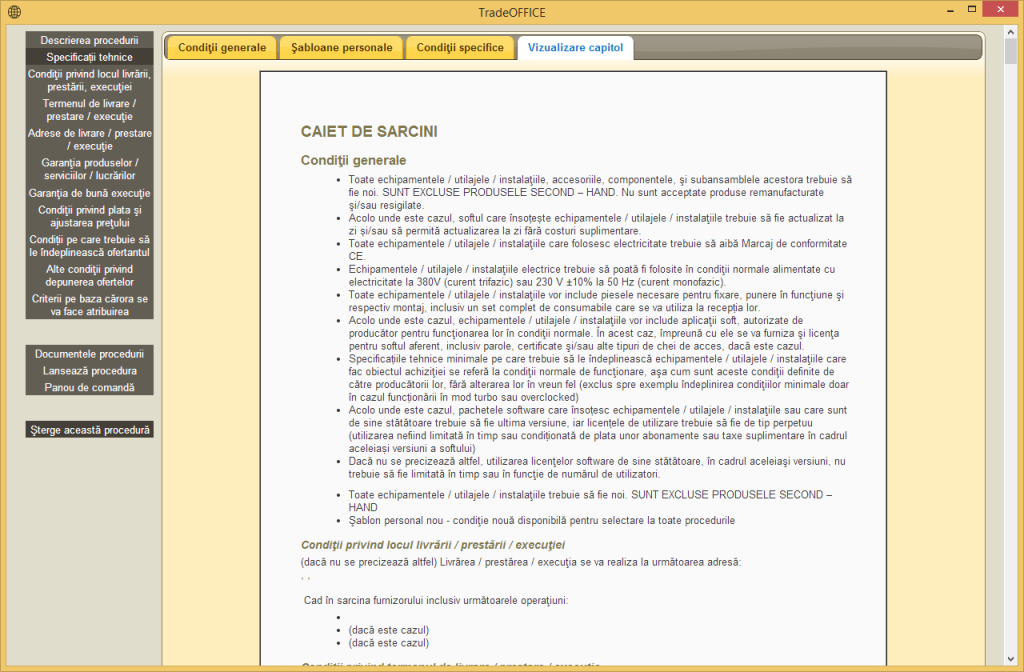 TradeOFFICE
Descrierea procedurii
Specificații tehnice
Condiţii privind locul livrării,
prestării, execuţiei
Termenul de livrare /
prestare / execuţie
Adrese de livrare / prestare
/ execuţie
Garanţia produselor /
serviciilor / lucrărilor
Garanţia de bună execuţie
Condiţii privind plata şi
ajustarea preţului
Condiții pe care trebuie să
le îndeplinească ofertantul
Alte condiţii privind
depunerea ofertelor
Criterii pe baza cărora se
va face atribuirea
Documentele procedurii
Lansează procedura
Panou de comandă
Şterge această procedură
Condiţii generale
Şabloane personale
Condiţii specifice
Vizualizare capitol
CAIET DE SARCINI
Condiţii generale
• Toate echipamentele / utilajele / instalaţiile, accesoriile, componentele, şi subansamblele acestora trebuie să
fie noi. SUNT EXCLUSE PRODUSELE SECOND – HAND. Nu sunt acceptate produse remanufacturate
şi/sau resigilate.
• Acolo unde este cazul, softul care însoțește echipamentele / utilajele / instalaţiile trebuie să fie actualizat la
zi și/sau să permită actualizarea la zi fără costuri suplimentare.
• Toate echipamentele / utilajele / instalaţiile care folosesc electricitate trebuie să aibă Marcaj de conformitate
CE.
• Echipamentele / utilajele / instalaţiile electrice trebuie să poată fi folosite în condiţii normale alimentate cu
electricitate la 380V (curent trifazic) sau 230 V ±10% la 50 Hz (curent monofazic).
• Toate echipamentele / utilajele / instalaţiile vor include piesele necesare pentru fixare, punere în funcţiune şi
respectiv montaj, inclusiv un set complet de consumabile care se va utiliza la recepţia lor.
• Acolo unde este cazul, echipamentele / utilajele / instalaţiile vor include aplicaţii soft, autorizate de
producător pentru funcţionarea lor în condiţii normale. În acest caz, împreună cu ele se va furniza şi licenţa
pentru softul aferent, inclusiv parole, certificate şi/sau alte tipuri de chei de acces, dacă este cazul.
• Specificaţiile tehnice minimale pe care trebuie să le îndeplinească echipamentele / utilajele / instalaţiile care
fac obiectul achiziţiei se referă la condiţii normale de funcţionare, aşa cum sunt aceste condiţii definite de
către producătorii lor, fără alterarea lor în vreun fel (exclus spre exemplu îndeplinirea condiţiilor minimale doar
în cazul funcționării în mod turbo sau overclocked)
• Acolo unde este cazul, pachetele software care însoțesc echipamentele / utilajele / instalaţiile sau care sunt
de sine stătătoare trebuie să fie ultima versiune, iar licențele de utilizare trebuie să fie de tip perpetuu
(utilizarea nefiind limitată în timp sau condiționată de plata unor abonamente sau taxe suplimentare în cadrul
aceleiași versiuni a softului)
• Dacă nu se precizează altfel, utilizarea licenţelor software de sine stătătoare, în cadrul aceleiaşi versiuni, nu
trebuie să fie limitată în timp sau în funcţie de numărul de utilizatori.
• Toate echipamentele / utilajele / instalaţiile trebuie să fie noi. SUNT EXCLUSE PRODUSELE SECOND –
HAND
• Şablon personal nou - condiţie nouă disponibilă pentru selectare la toate procedurile
Condiţii privind locul livrării / prestării / execuţiei
(dacă nu se precizează altfel) Livrarea / prestarea / execuţia se va realiza la următoarea adresă:
, ,
Cad în sarcina furnizorului inclusiv următoarele operaţiuni:
•
• (dacă este cazul)
• (dacă este cazul)
Condiţii privind termenul de livrare / prestare / execuţie